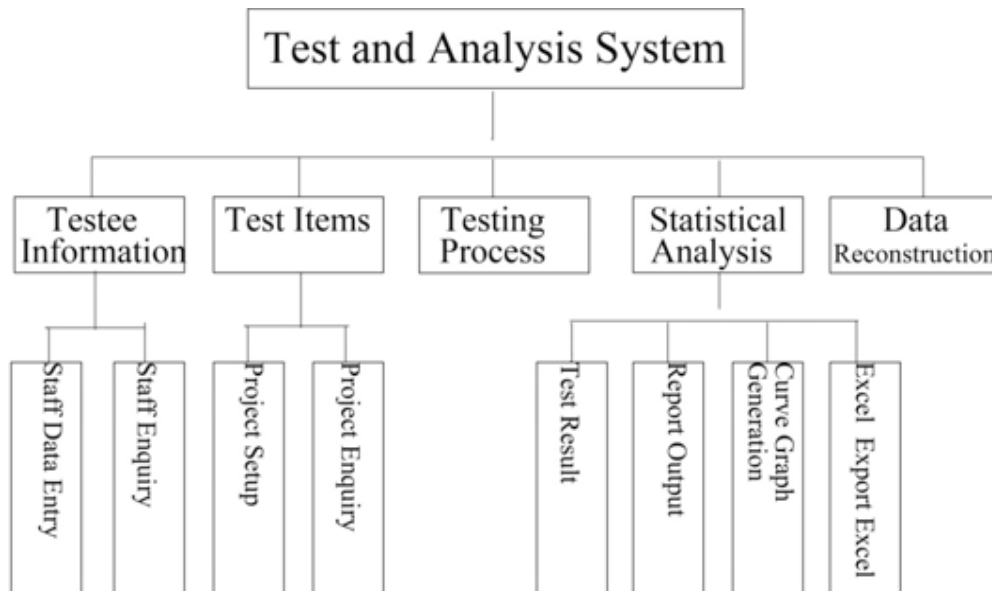 Test and Analysis System
Testee
Information
Test Items
Testing
Process
Statistical
Analysis
Data
Reconstruction
Staff Data Entry
Staff Enquiry
Project Setup
Project Enquiry
Test Result
Report Output
Curve Graph
Generation
Excel Export Excel